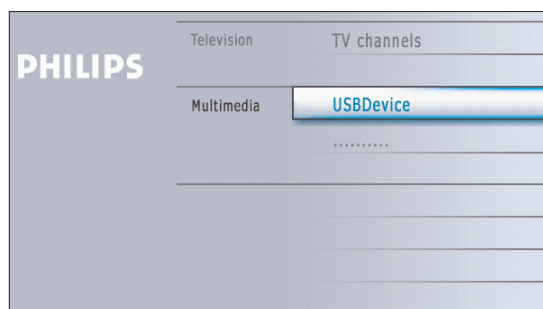 PHILIPS
Television TV channels
Multimedia USBDevice
..........